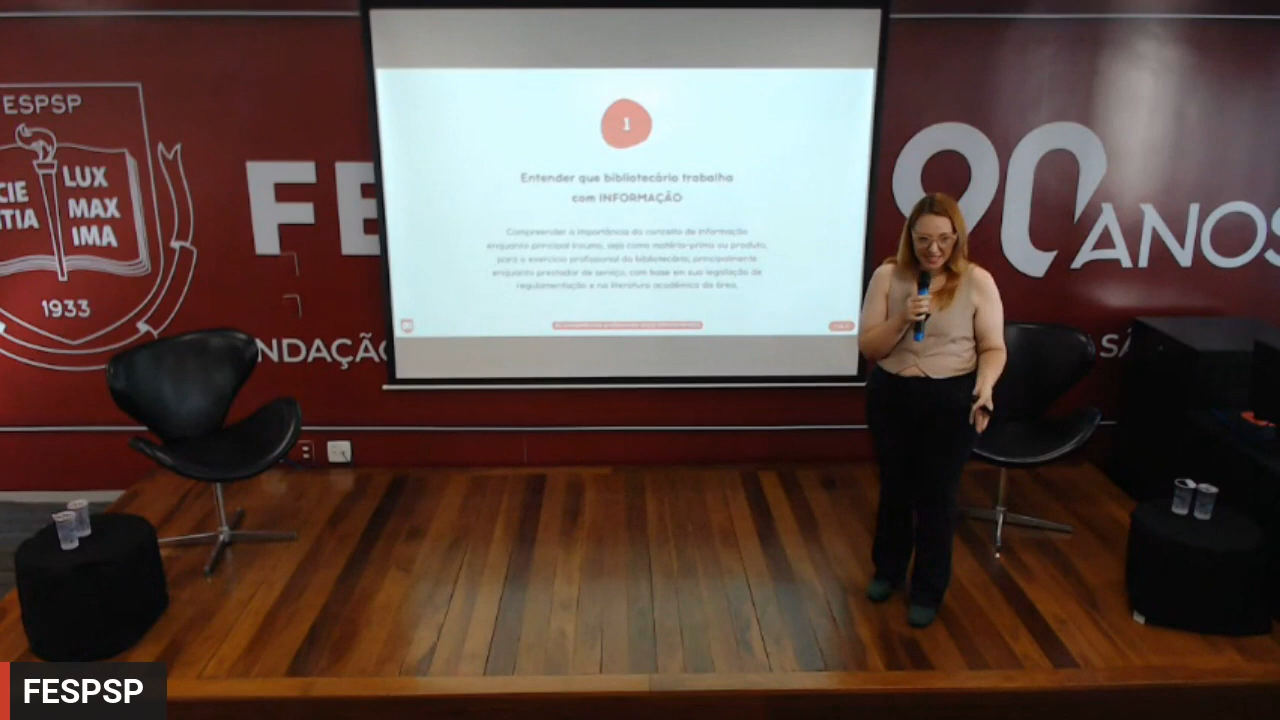 FESPSP
CIE
TIA
LUX
MAX
IMA
1933
FE
NDAÇÃO
1
Entender que bibliotecário trabalha
com INFORMAÇÃO
Compreender a importância do conceito de informação
enquanto principal insumo, seja como matéria-prima ou produto,
para o exercício profissional do bibliotecário, principalmente
enquanto prestador de serviço, com base em sua legislação de
regulamentação e na literatura acadêmica da área.
90 ANOS
SÃ
FESPSP